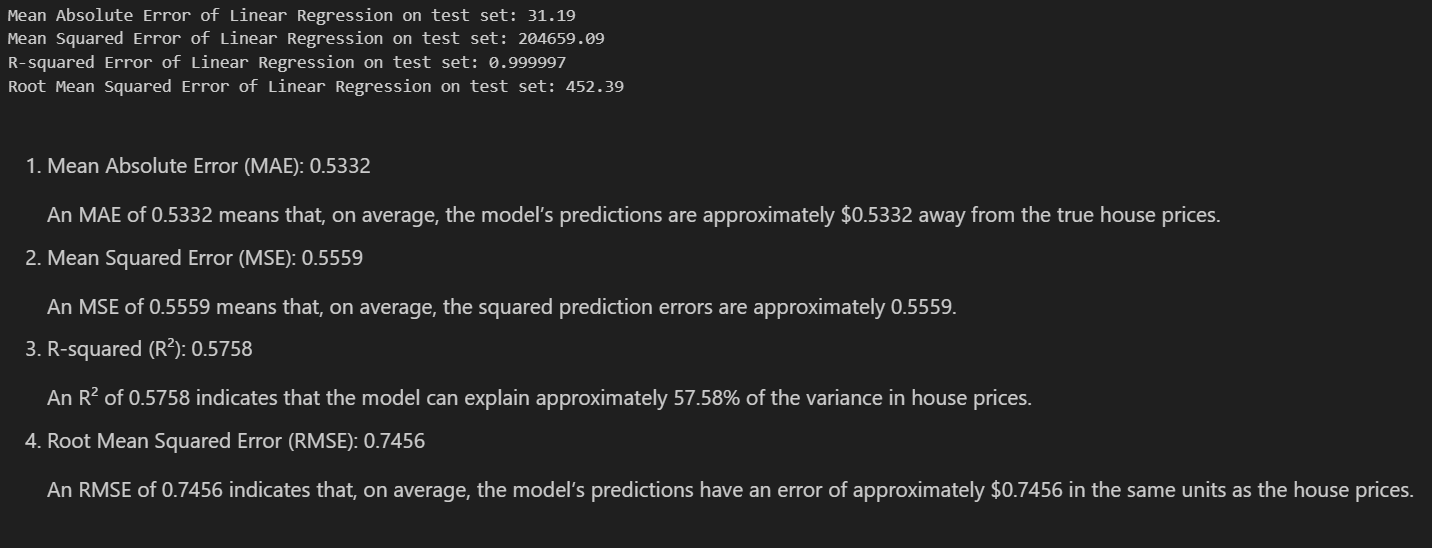 Mean Absolute Error of Linear Regression on test set: 31.19
Mean Squared Error of Linear Regression on test set: 204659.09
R-squared Error of Linear Regression on test set: 0.999997
Root Mean Squared Error of Linear Regression on test set: 452.39
1. Mean Absolute Error (MAE): 0.5332
An MAE of 0.5332 means that, on average, the model’s predictions are approximately $0.5332 away from the true house prices.
2. Mean Squared Error (MSE): 0.5559
An MSE of 0.5559 means that, on average, the squared prediction errors are approximately 0.5559.
3. R-squared (R²): 0.5758
An R² of 0.5758 indicates that the model can explain approximately 57.58% of the variance in house prices.
4. Root Mean Squared Error (RMSE): 0.7456
An RMSE of 0.7456 indicates that, on average, the model’s predictions have an error of approximately $0.7456 in the same units as the house prices.